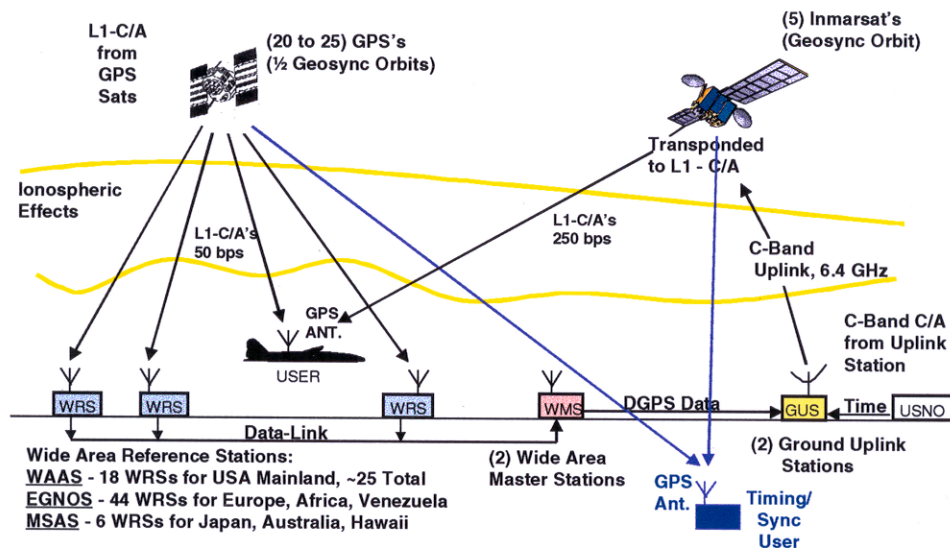 L1-C/A
from
GPS
Sats
(20 to 25) GPS's
(½ Geosync Orbits)
(5) Inmarsat's
(Geosync Orbit)
Transponded
to L1 - C/A
Ionospheric
Effects
L1-C/A's
50 bps
L1-C/A's
250 bps
C-Band
Uplink, 6.4 GHz
GPS
ANT.
USER
C-Band C/A
from Uplink
Station
WRS
WRS
WRS
WMS
DGPS Data
GUS
Time
USNO
Data-Link
Wide Area Reference Stations:
WAAS - 18 WRSs for USA Mainland, ~25 Total
EGNOS - 44 WRSs for Europe, Africa, Venezuela
MSAS - 6 WRSs for Japan, Australia, Hawaii
(2) Wide Area
Master Stations
(2) Ground Uplink
Stations
GPS
Ant.
Timing/
Sync
User